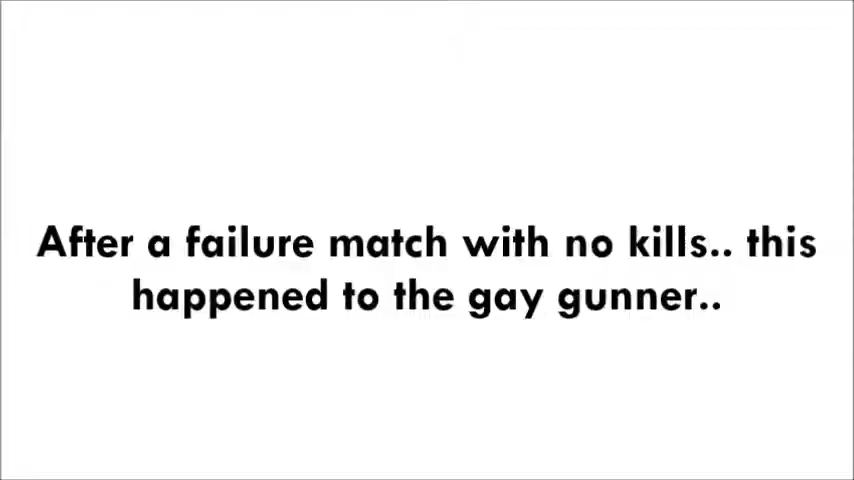 After a failure match with no kills.. this
happened to the gay gunner..